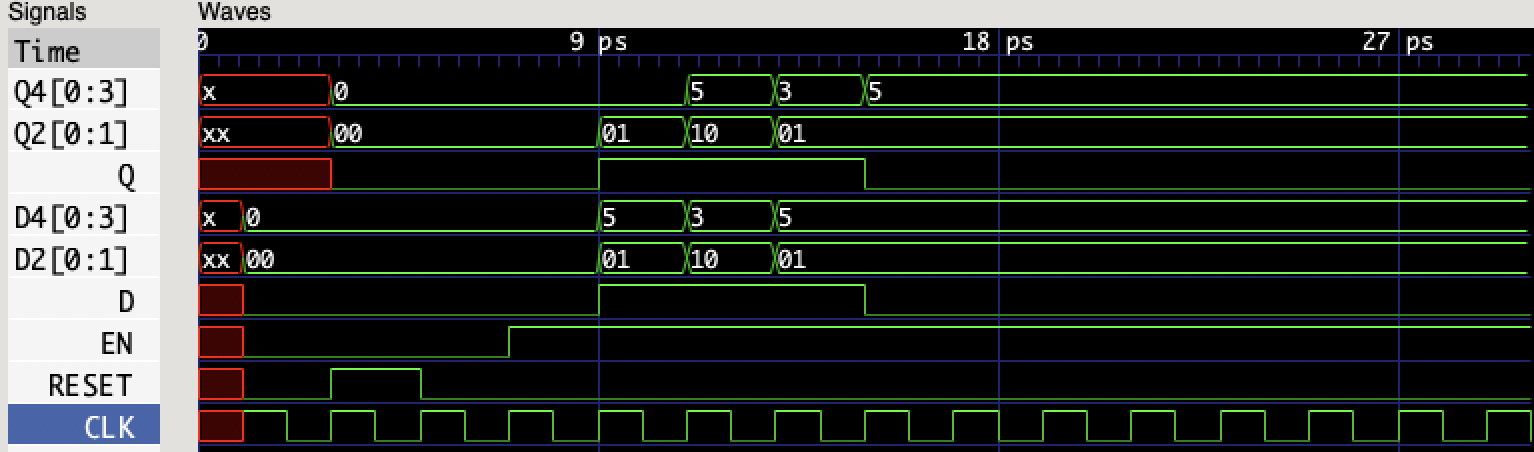 Signals Waves
Time 0 9 ps 18 ps 27 ps
Q4[0:3] x 0 5 3 5
Q2[0:1] xx 00 01 10 01
Q
D4[0:3] x 0 5 3 5
D2[0:1] xx 00 01 10 01
D
EN
RESET
CLK